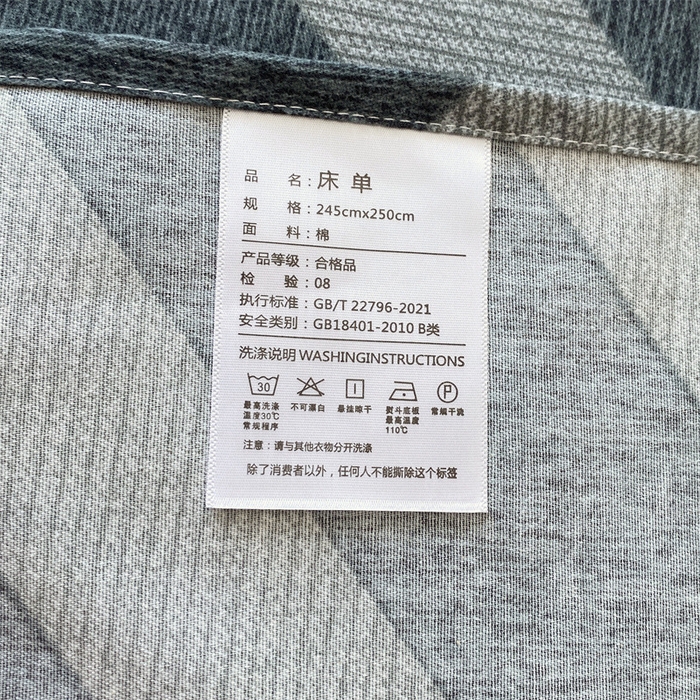 品 名：床 单
规 格：245cmx250cm
面 料：棉
产品等级：合格品
检 验：08
执行标准：GB/T 22796-2021
安全类别：GB18401-2010 B类
洗涤说明 WASHINGINSTRUCTIONS
30 P
最高洗涤 不可漂白 悬挂晾干 熨斗底板 常规干洗
温度30℃ 最高温度
常规程序 110℃
注意：请与其他衣物分开洗涤
除了消费者以外，任何人不能撕除这个标签